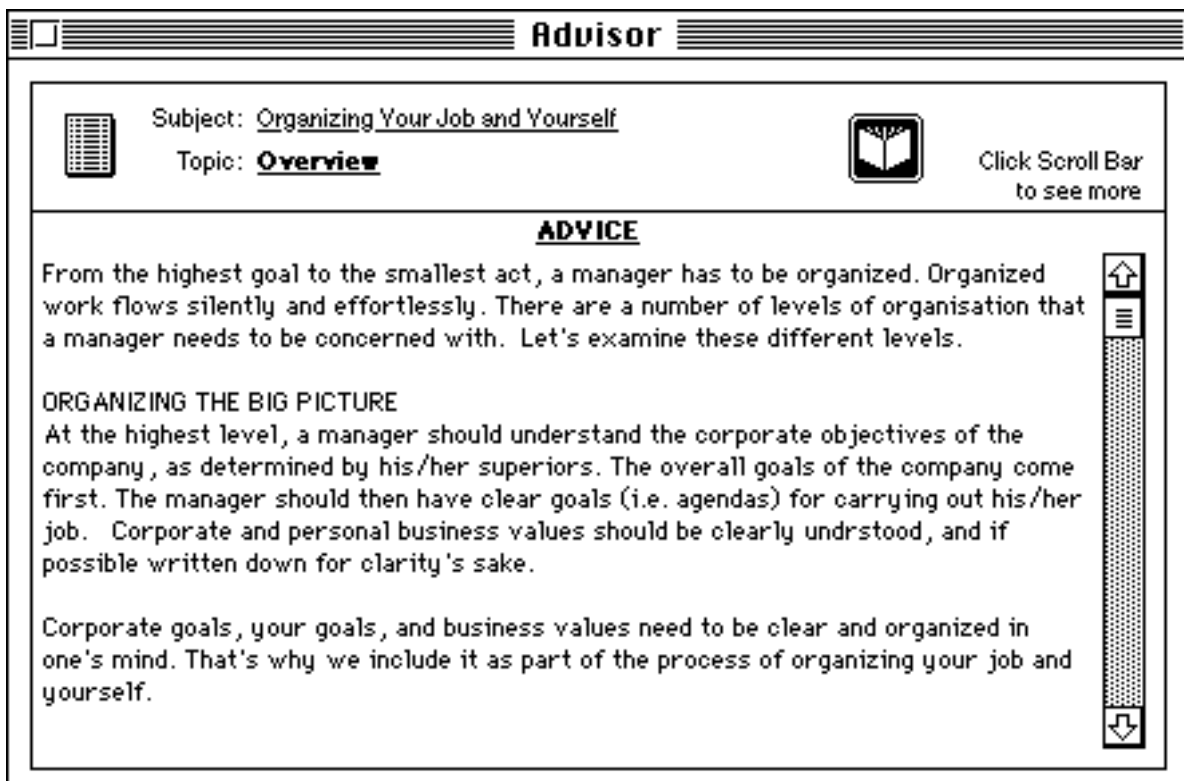 Advisor
Subject: Organizing Your Job and Yourself
Topic: Overview
Click Scroll Bar
to see more
ADVICE
From the highest goal to the smallest act, a manager has to be organized. Organized
work flows silently and effortlessly. There are a number of levels of organisation that
a manager needs to be concerned with.  Let's examine these different levels.
ORGANIZING THE BIG PICTURE
At the highest level, a manager should understand the corporate objectives of the
company, as determined by his/her superiors. The overall goals of the company come
first. The manager should then have clear goals (i.e. agendas) for carrying out his/her
job.   Corporate and personal business values should be clearly undrstood, and if
possible written down for clarity's sake.
Corporate goals, your goals, and business values need to be clear and organized in
one's mind. That's why we include it as part of the process of organizing your job and
yourself.